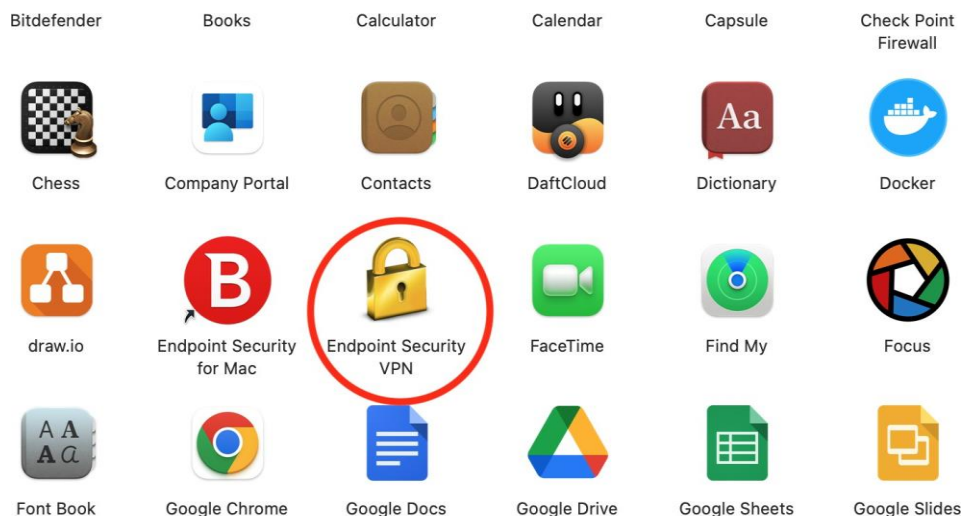 Bitdefender
Books
Calculator
Calendar
Capsule
Check Point
Firewall
Aa
Chess
Company Portal
Contacts
DaftCloud
Dictionary
Docker
B
draw.io
Endpoint Security
for Mac
Endpoint Security
VPN
FaceTime
Find My
Focus
A A
A a
Font Book
Google Chrome
Google Docs
Google Drive
Google Sheets
Google Slides